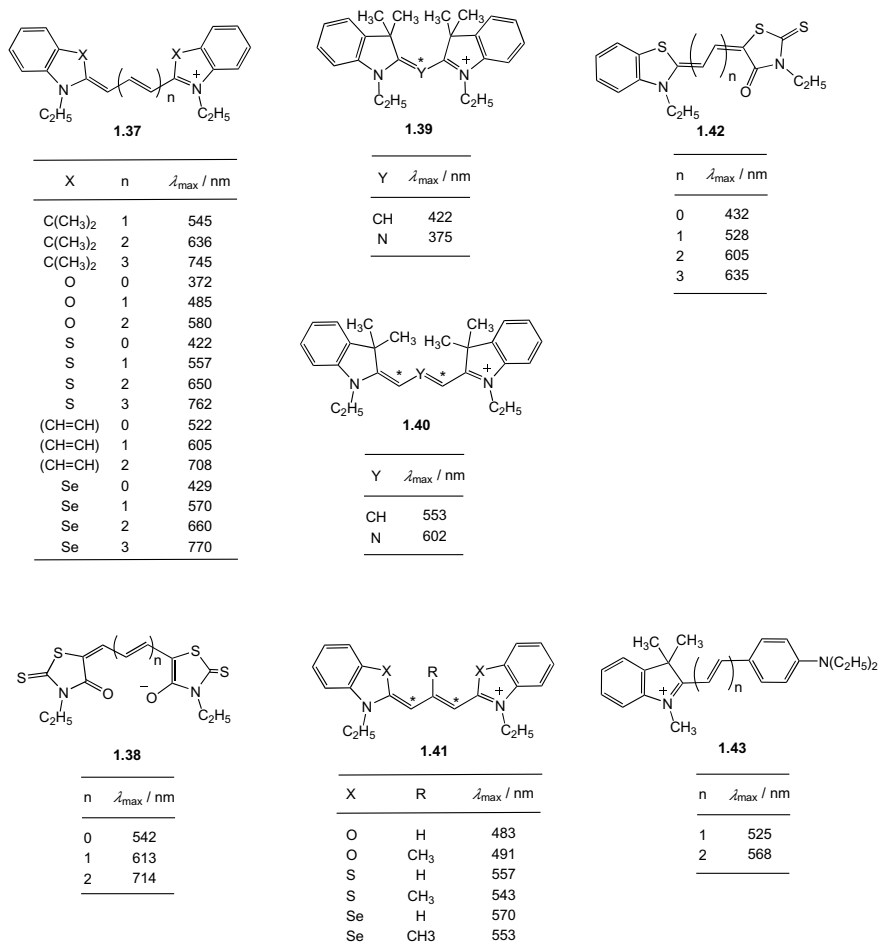 X
X
N
+
N
n
C₂H₅
C₂H₅
1.37
X n λmax / nm
C(CH₃)₂ 1 545
C(CH₃)₂ 2 636
C(CH₃)₂ 3 745
O 0 372
O 1 485
O 2 580
S 0 422
S 1 557
S 2 650
S 3 762
(CH=CH) 0 522
(CH=CH) 1 605
(CH=CH) 2 708
Se 0 429
Se 1 570
Se 2 660
Se 3 770
H₃C CH₃
H₃C CH₃
*
N Y + N
C₂H₅ C₂H₅
1.39
Y λmax / nm
CH 422
N 375
S
N
C₂H₅
n
S S
N
O
C₂H₅
1.42
n λmax / nm
0 432
1 528
2 605
3 635
CH₃ H₃C
CH₃ H₃C
N * Y * + N
C₂H₅ C₂H₅
1.40
Y λmax / nm
CH 553
N 602
S S
n
S S
N O − O N
C₂H₅ C₂H₅
1.38
n λmax / nm
0 542
1 613
2 714
X R X
N * * + N
C₂H₅ C₂H₅
1.41
X R λmax / nm
O H 483
O CH₃ 491
S H 557
S CH₃ 543
Se H 570
Se CH3 553
H₃C CH₃
N(C₂H₅)₂
n
+ N
CH₃
1.43
n λmax / nm
1 525
2 568